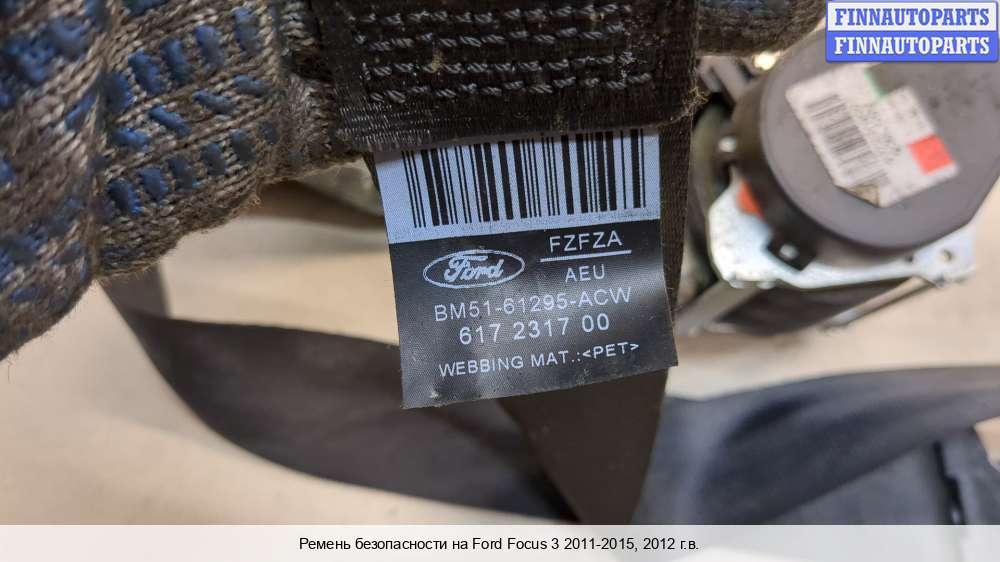 FINNAUTOPARTS
FINNAUTOPARTS
Ford
FZFZA
AEU
BM51-61295-ACW
617 2317 00
WEBBING MAT.:<PET>
Ремень безопасности на Ford Focus 3 2011-2015, 2012 г.в.